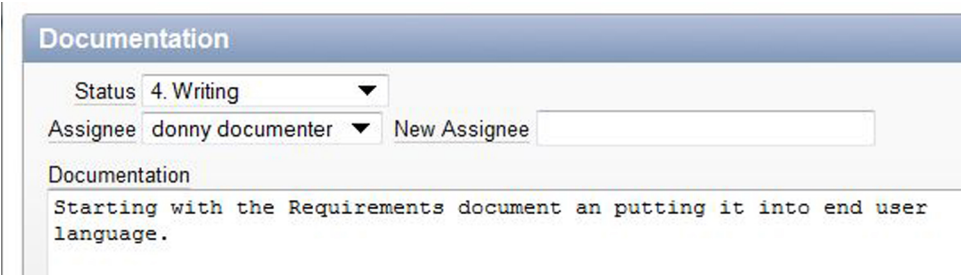 Documentation
Status 4. Writing
Assignee donny documenter New Assignee
Documentation
Starting with the Requirements document an putting it into end user
language.